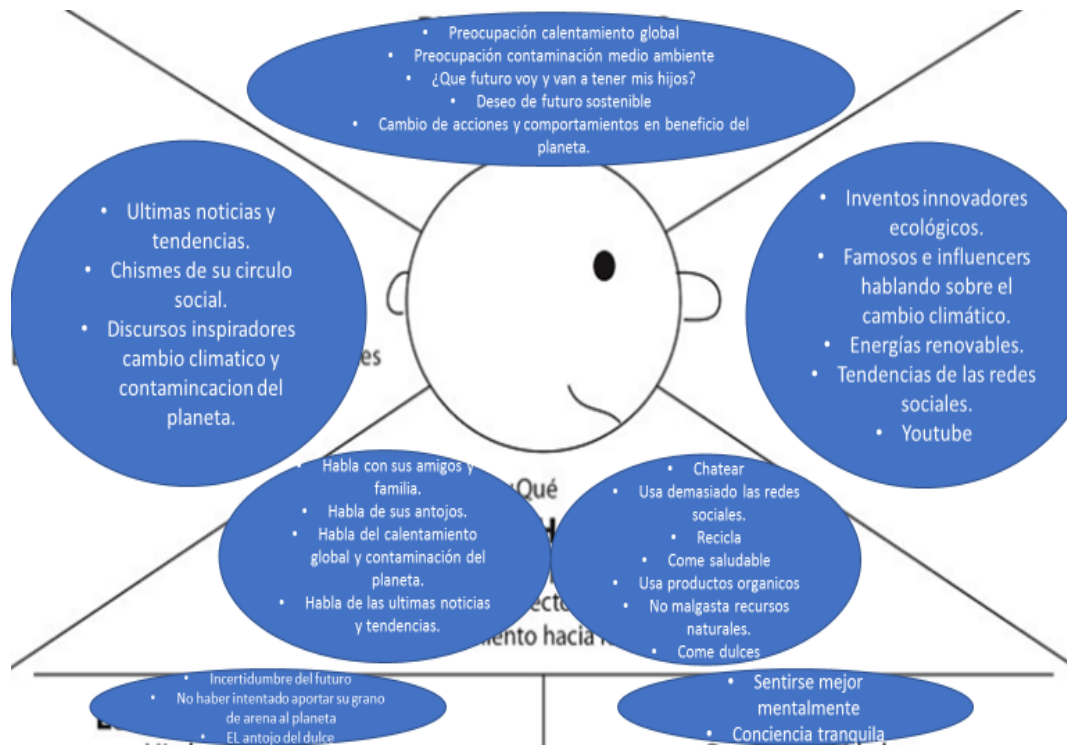 • Preocupación calentamiento global
• Preocupación contaminación medio ambiente
• ¿Que futuro voy y van a tener mis hijos?
• Deseo de futuro sostenible
• Cambio de acciones y comportamientos en beneficio del
planeta.
• Ultimas noticias y
tendencias.
• Chismes de su circulo
social.
• Discursos inspiradores
cambio climatico y
contamincacion del
planeta.
es
• Inventos innovadores
ecológicos.
• Famosos e influencers
hablando sobre el
cambio climático.
• Energías renovables.
• Tendencias de las redes
sociales.
• Youtube
• Habla con sus amigos y
familia.
• Habla de sus antojos.
• Habla del calentamiento
global y contaminación del
planeta.
• Habla de las ultimas noticias
y tendencias.
¿Qué
H
ecto
iento hacia l
• Chatear
• Usa demasiado las redes
sociales.
• Recicla
• Come saludable
• Usa productos organicos
• No malgasta recursos
naturales.
• Come dulces
• Incertidumbre del futuro
• No haber intentado aportar su grano
de arena al planeta
• EL antojo del dulce
• Sentirse mejor
mentalmente
• Conciencia tranquila